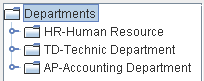 Departments
HR-Human Resource
TD-Technic Department
AP-Accounting Department